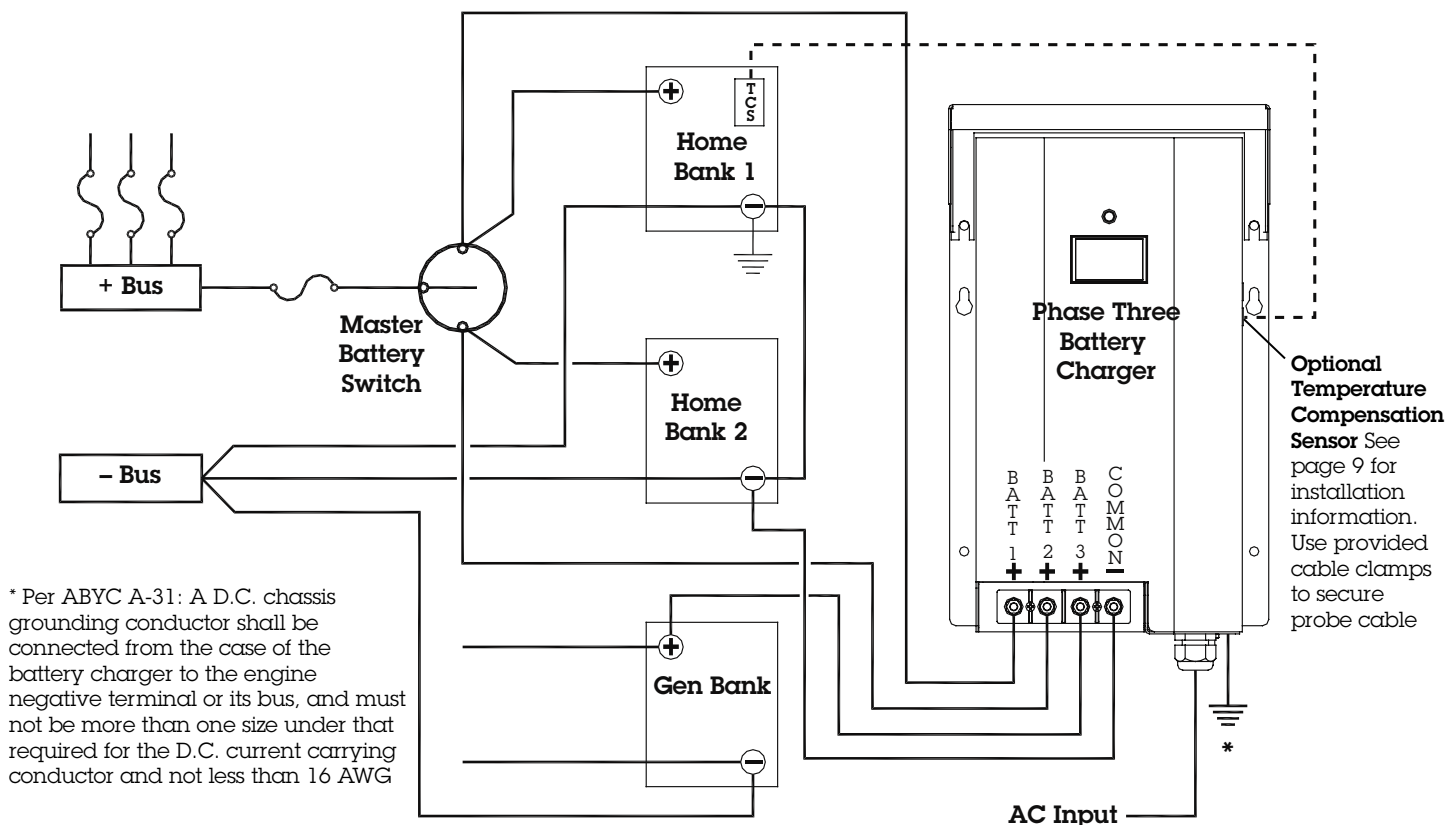 T
C
S
+
Home
Bank 1
−
+ Bus
Master
Battery
Switch
+
Home
Bank 2
−
– Bus
+
Gen Bank
−
Phase Three
Battery
Charger
BATT 1 +
BATT 2 +
BATT 3 +
COMMON −
Optional
Temperature
Compensation
Sensor See
page 9 for
installation
information.
Use provided
cable clamps
to secure
probe cable
*
AC Input
* Per ABYC A-31: A D.C. chassis
grounding conductor shall be
connected from the case of the
battery charger to the engine
negative terminal or its bus, and must
not be more than one size under that
required for the D.C. current carrying
conductor and not less than 16 AWG